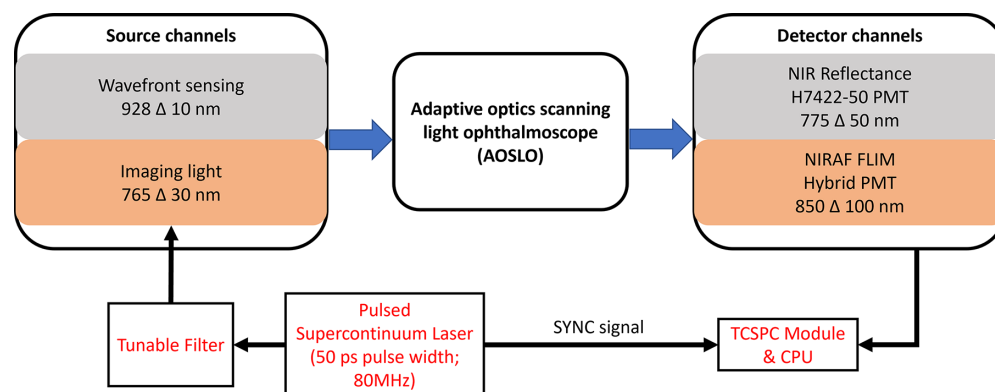 Source channels
Wavefront sensing
928 Δ 10 nm
Imaging light
765 Δ 30 nm
Adaptive optics scanning
light ophthalmoscope
(AOSLO)
Detector channels
NIR Reflectance
H7422-50 PMT
775 Δ 50 nm
NIRAF FLIM
Hybrid PMT
850 Δ 100 nm
Tunable Filter
Pulsed
Supercontinuum Laser
(50 ps pulse width;
80MHz)
SYNC signal
TCSPC Module
& CPU